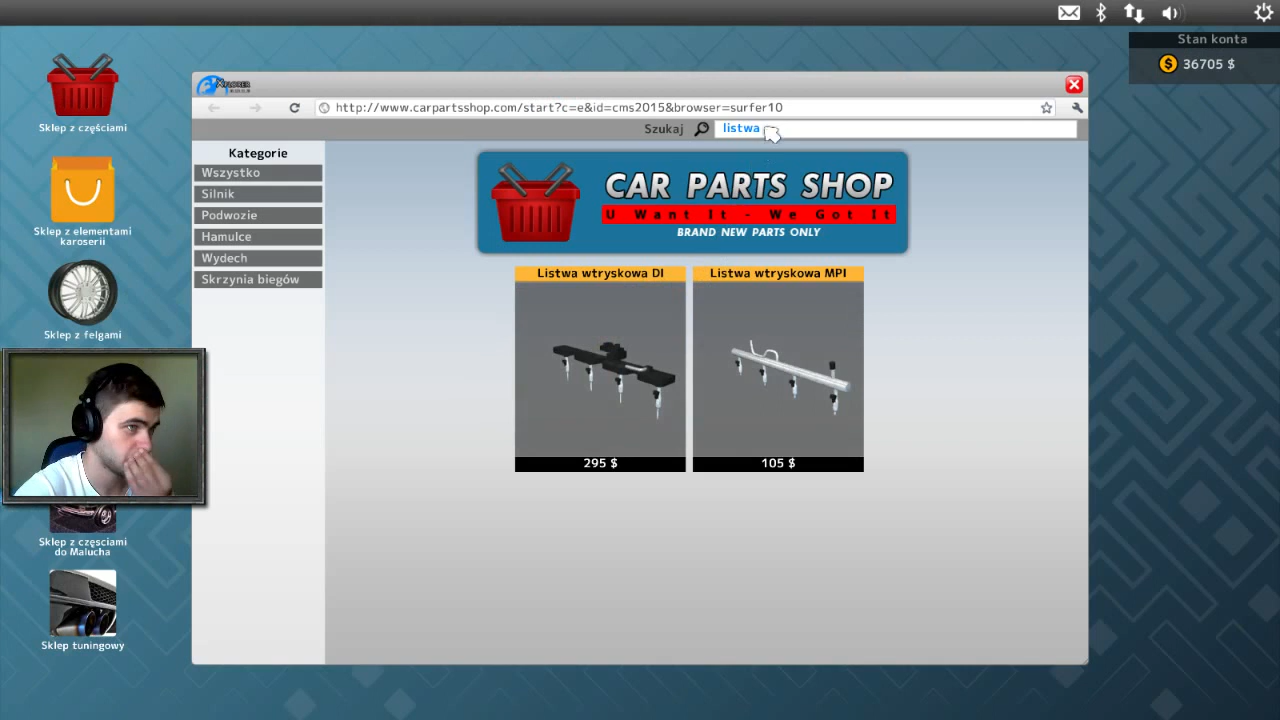 Stan konta
36705 $
Sklep z częściami
Sklep z elementami
karoserii
Sklep z felgami
Sklep z częsciami
do Malucha
Sklep tuningowy
http://www.carpartsshop.com/start?c=e&id=cms2015&browser=surfer10
Szukaj
listwa
Kategorie
Wszystko
Silnik
Podwozie
Hamulce
Wydech
Skrzynia biegów
CAR PARTS SHOP
U Want It - We Got It
BRAND NEW PARTS ONLY
Listwa wtryskowa DI
295 $
Listwa wtryskowa MPI
105 $